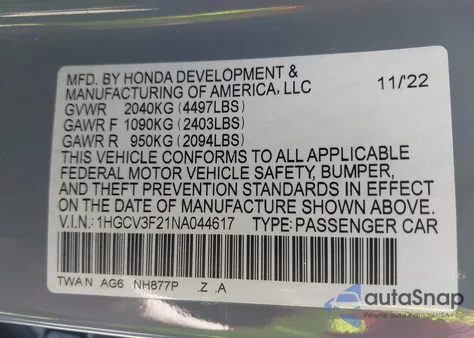 MFD. BY HONDA DEVELOPMENT &
MANUFACTURING OF AMERICA, LLC 11/'22
GVWR 2040KG (4497LBS)
GAWR F 1090KG (2403LBS)
GAWR R 950KG (2094LBS)
THIS VEHICLE CONFORMS TO ALL APPLICABLE
FEDERAL MOTOR VEHICLE SAFETY, BUMPER,
AND THEFT PREVENTION STANDARDS IN EFFECT
ON THE DATE OF MANUFACTURE SHOWN ABOVE.
V.I.N.: 1HGCV3F21NA044617 TYPE: PASSENGER CAR
TWA N AG6 NH877P .Z .A
autoSnap